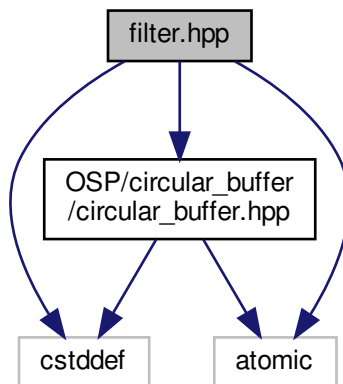 filter.hpp
OSP/circular_buffer
/circular_buffer.hpp
cstddef
atomic